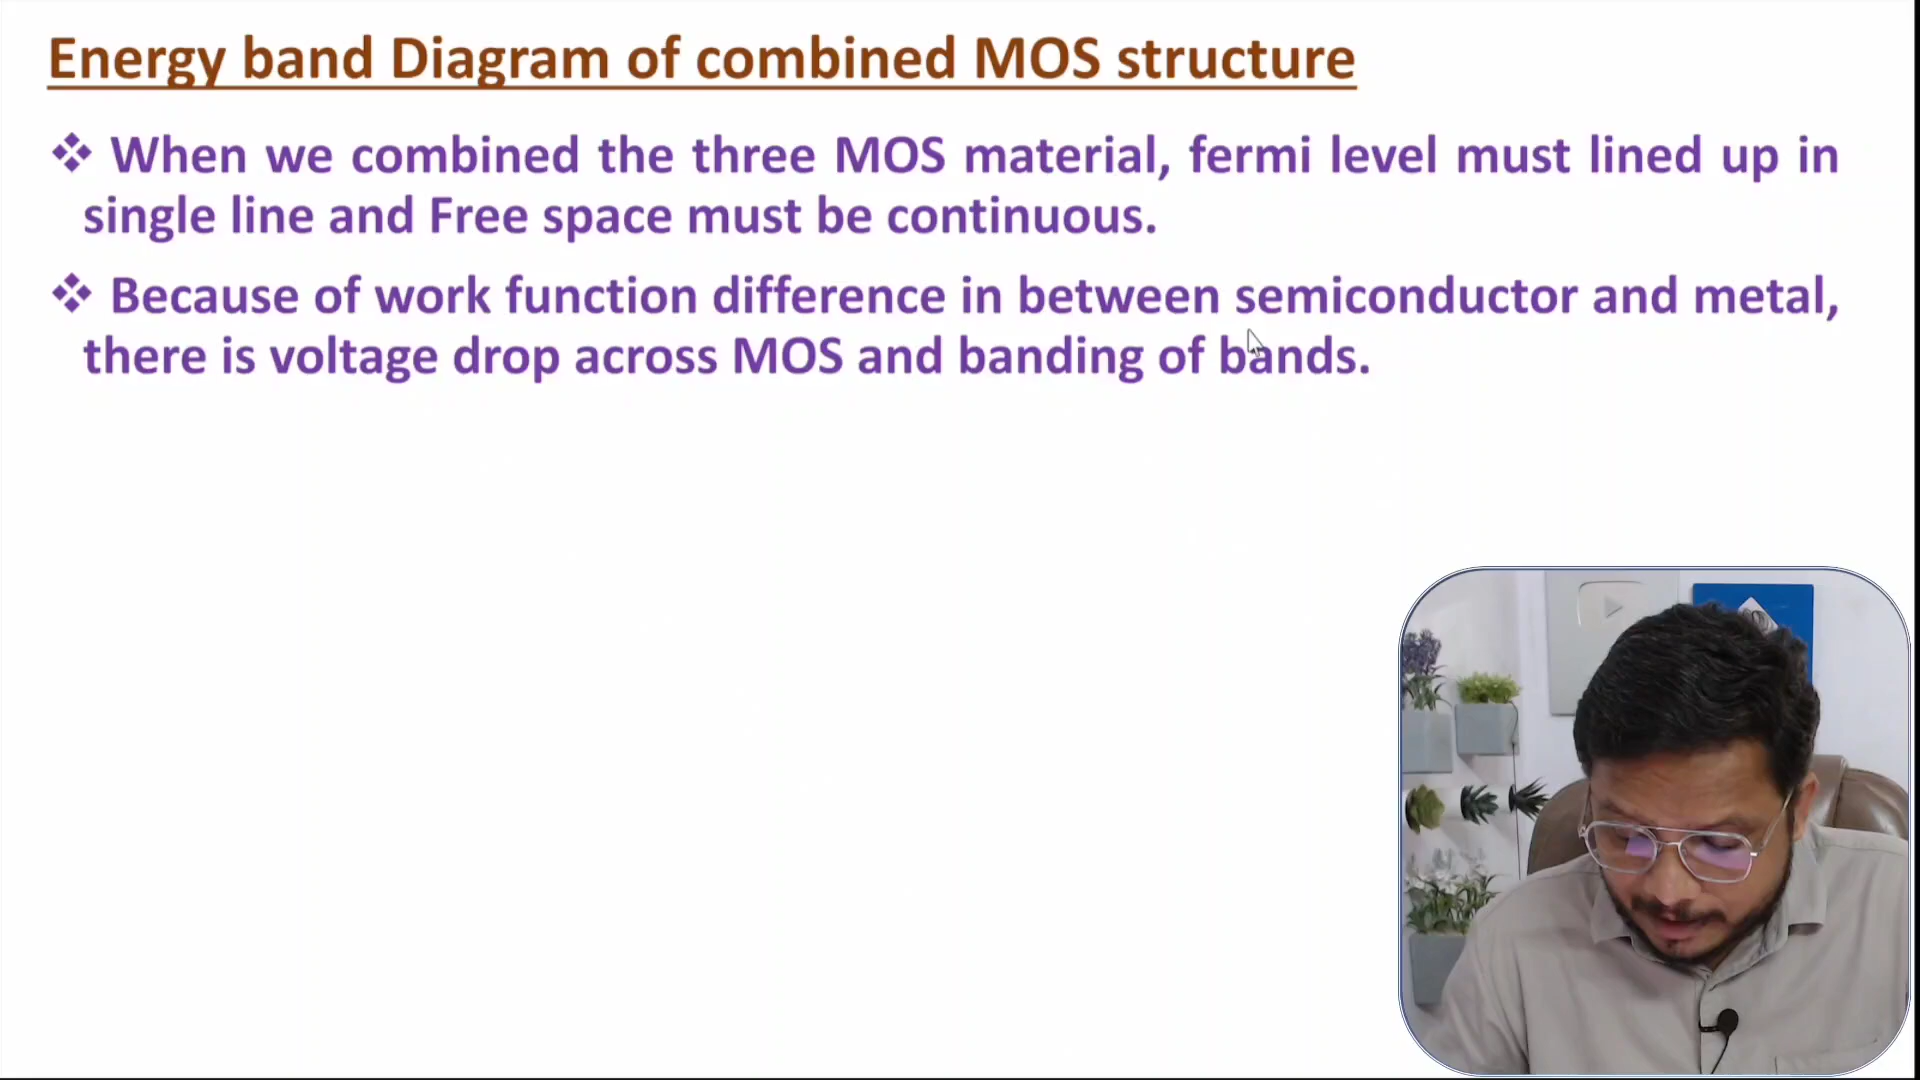 Energy band Diagram of combined MOS structure
❖ When we combined the three MOS material, fermi level must lined up in
single line and Free space must be continuous.
❖ Because of work function difference in between semiconductor and metal,
there is voltage drop across MOS and banding of bands.